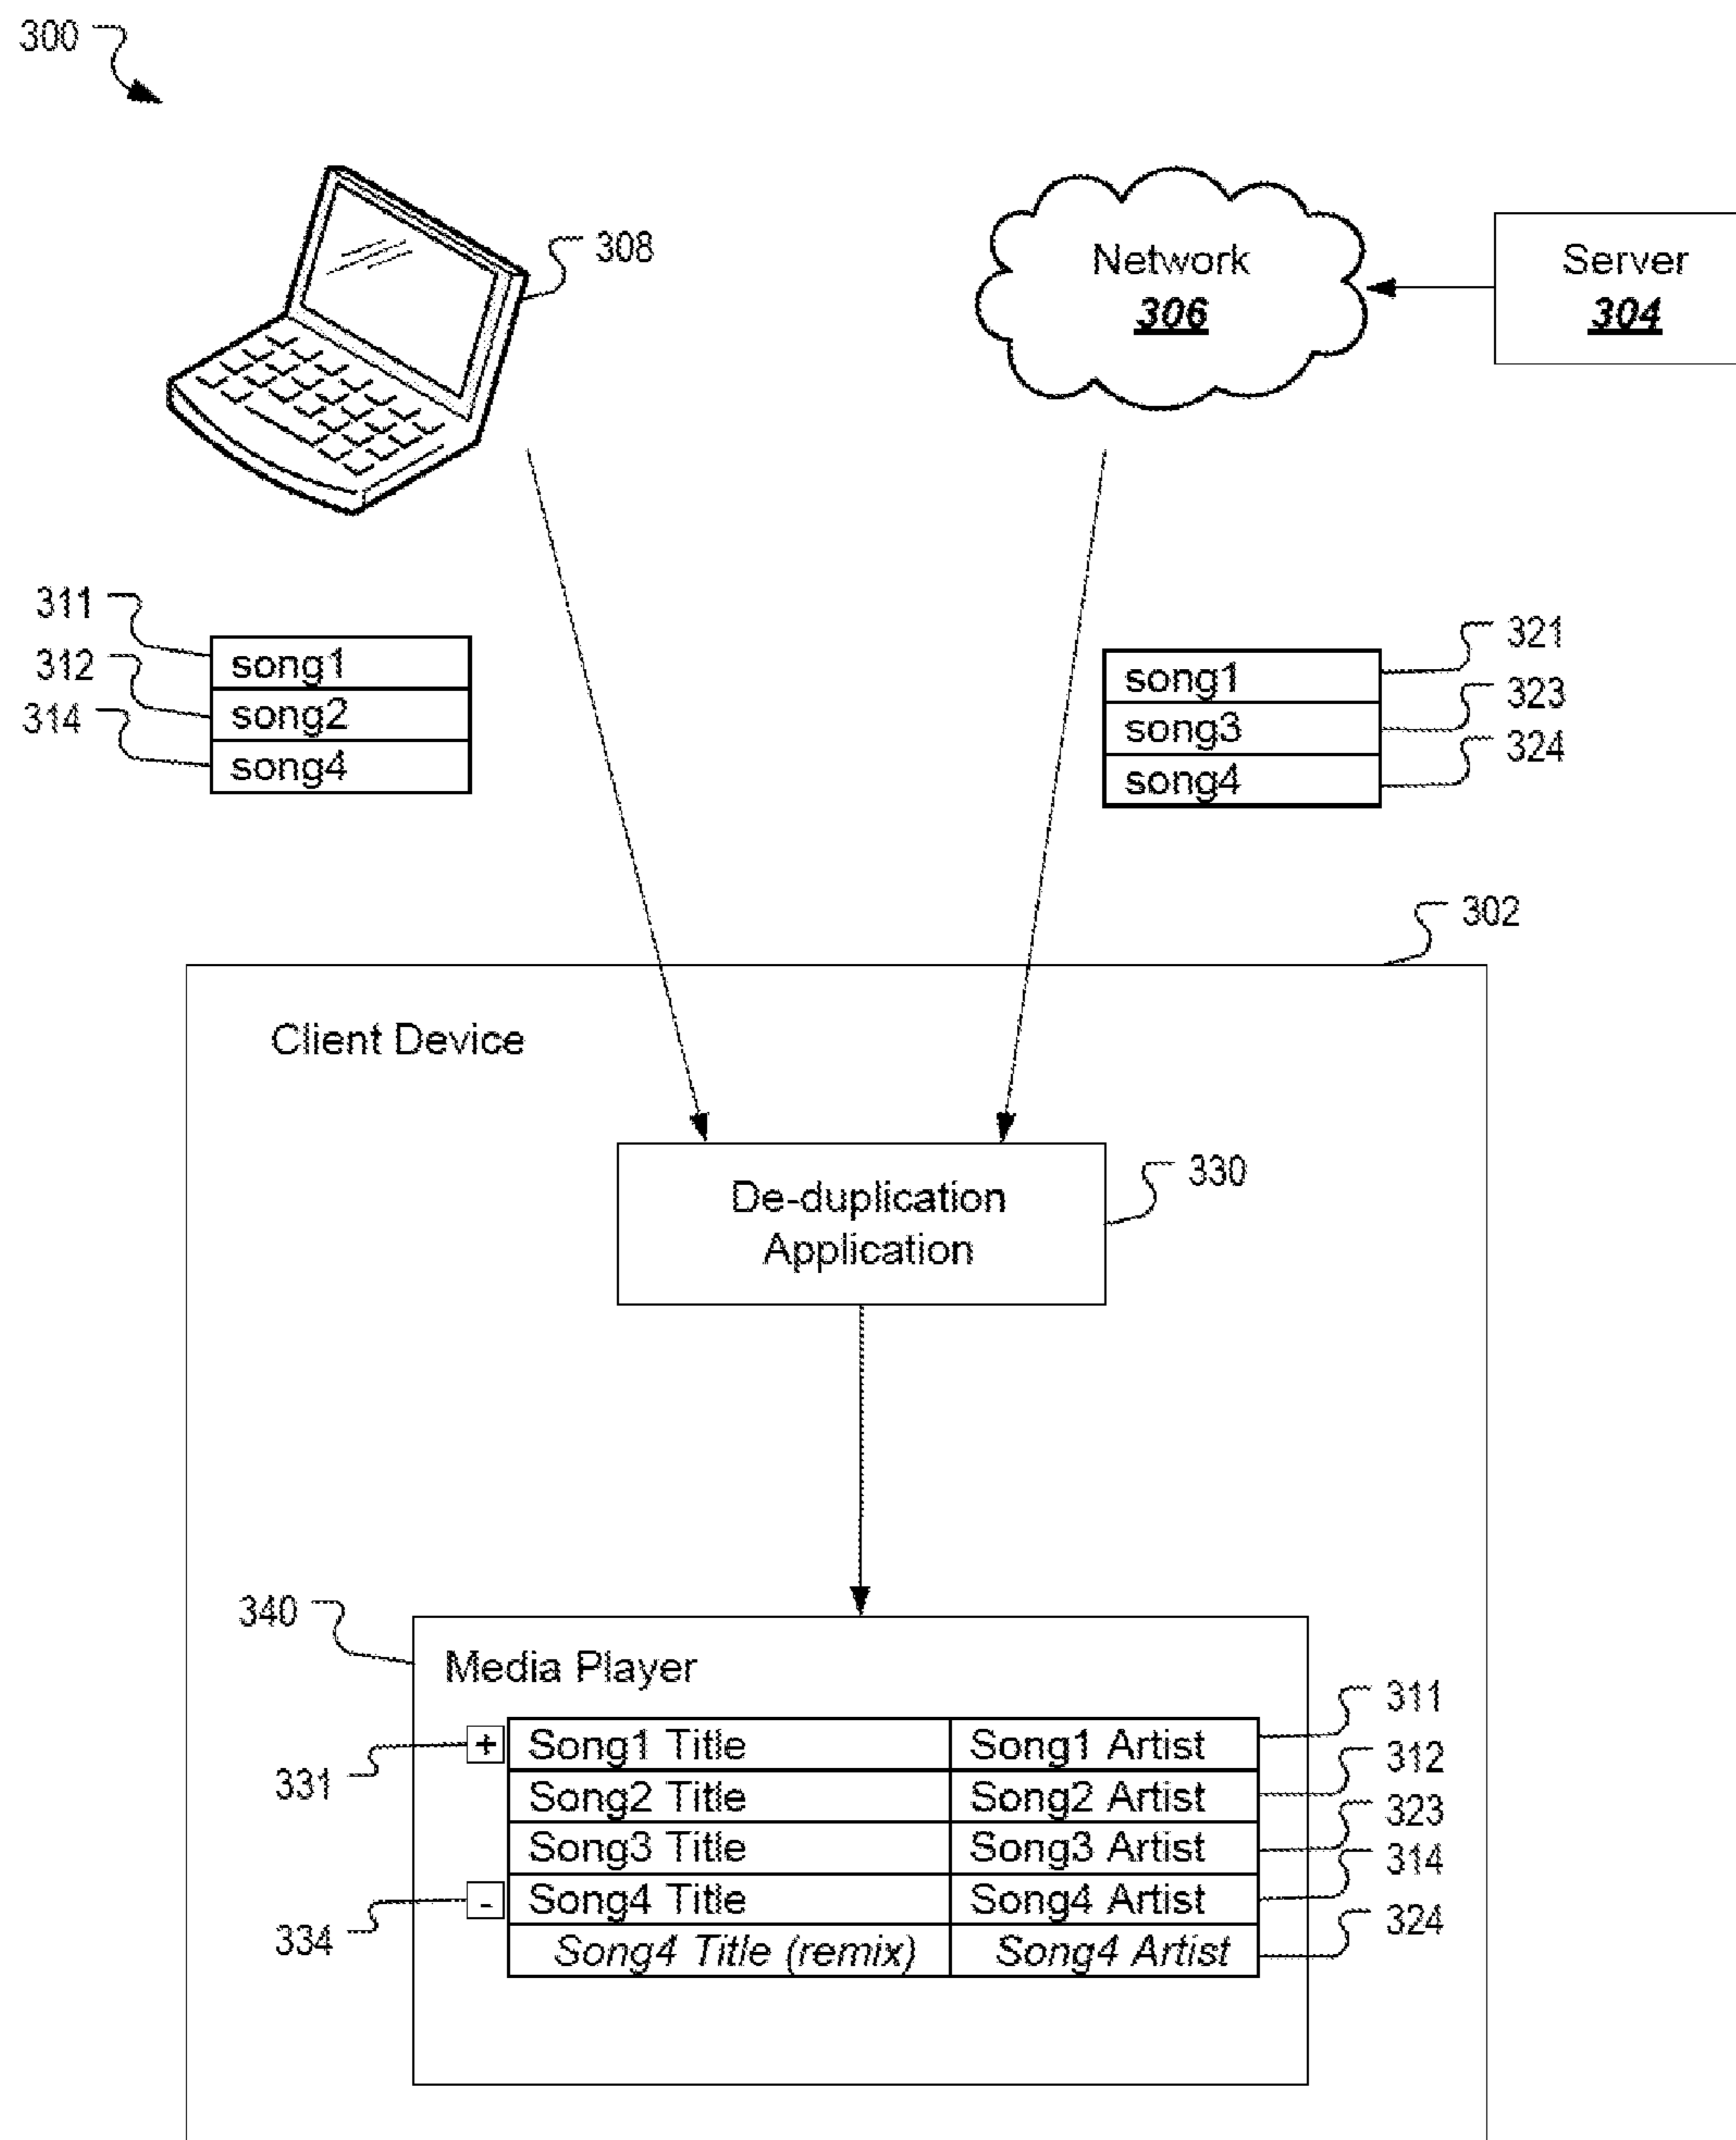 300
308
Network
306
Server
304
311
312
314
song1
song2
song4
song1
song3
song4
321
323
324
302
Client Device
De-duplication
Application
330
340
Media Player
331
+ Song1 Title Song1 Artist
Song2 Title Song2 Artist
Song3 Title Song3 Artist
334
- Song4 Title Song4 Artist
Song4 Title (remix) Song4 Artist
311
312
323
314
324